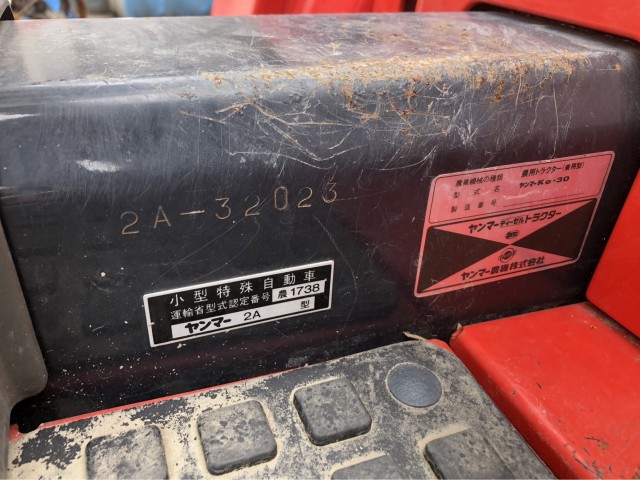 2A-32023
小型特殊自動車
運輸省型式認定番号 農1738
ヤンマー 2A 型
農業機械の種類 農用トラクター(乗用型)
型式名 ヤンマーKe-30
製造番号
ヤンマーディーゼルトラクター
ヤンマー農機株式会社